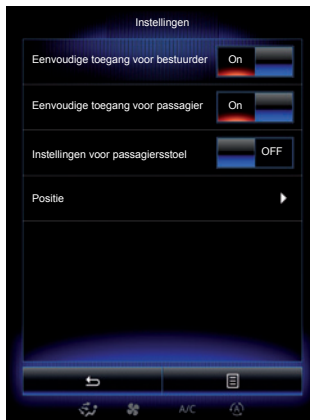 Instellingen
Eenvoudige toegang voor bestuurder On
Eenvoudige toegang voor passagier On
Instellingen voor passagiersstoel OFF
Positie
A/C A